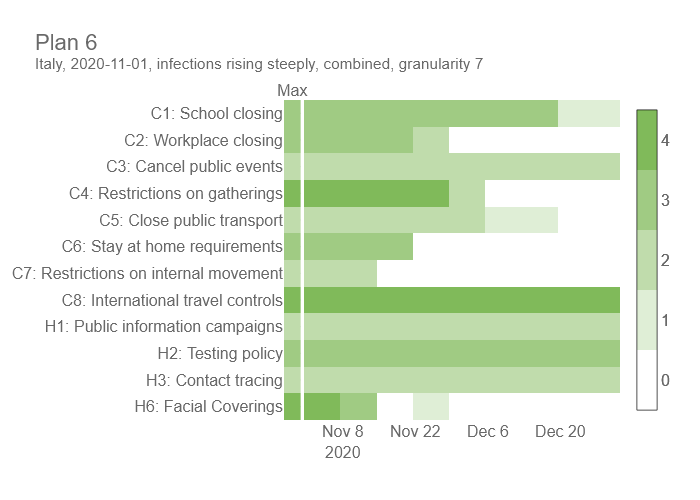 Plan 6
Italy, 2020-11-01, infections rising steeply, combined, granularity 7
Max
C1: School closing
C2: Workplace closing
C3: Cancel public events
C4: Restrictions on gatherings
C5: Close public transport
C6: Stay at home requirements
C7: Restrictions on internal movement
C8: International travel controls
H1: Public information campaigns
H2: Testing policy
H3: Contact tracing
H6: Facial Coverings
Nov 8 Nov 22 Dec 6 Dec 20
2020
4
3
2
1
0